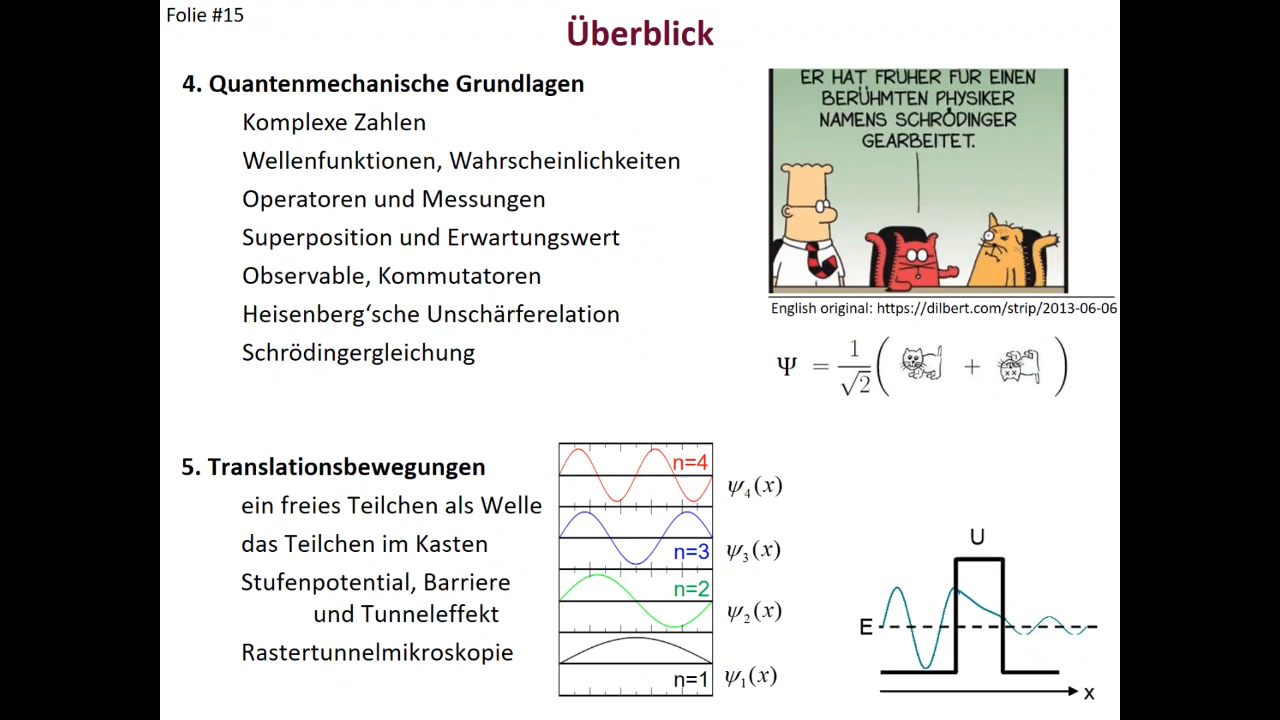 Folie #15
Überblick
4. Quantenmechanische Grundlagen
Komplexe Zahlen
Wellenfunktionen, Wahrscheinlichkeiten
Operatoren und Messungen
Superposition und Erwartungswert
Observable, Kommutatoren
Heisenberg‘sche Unschärferelation
Schrödingergleichung
ER HAT FRÜHER FÜR EINEN
BERÜHMTEN PHYSIKER
NAMENS SCHRÖDINGER
GEARBEITET.
English original: https://dilbert.com/strip/2013-06-06
Ψ = 1/√2 ( + )
5. Translationsbewegungen
ein freies Teilchen als Welle
das Teilchen im Kasten
Stufenpotential, Barriere
und Tunneleffekt
Rastertunnelmikroskopie
n=4 ψ₄(x)
n=3 ψ₃(x)
n=2 ψ₂(x)
n=1 ψ₁(x)
U
E
x